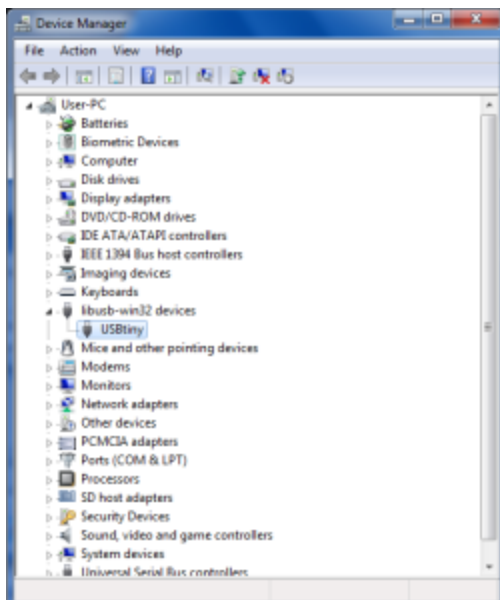 Device Manager
File Action View Help
User-PC
Batteries
Biometric Devices
Computer
Disk drives
Display adapters
DVD/CD-ROM drives
IDE ATA/ATAPI controllers
IEEE 1394 Bus host controllers
Imaging devices
Keyboards
libusb-win32 devices
USBtiny
Mice and other pointing devices
Modems
Monitors
Network adapters
Other devices
PCMCIA adapters
Ports (COM & LPT)
Processors
SD host adapters
Security Devices
Sound, video and game controllers
System devices
Universal Serial Bus controllers